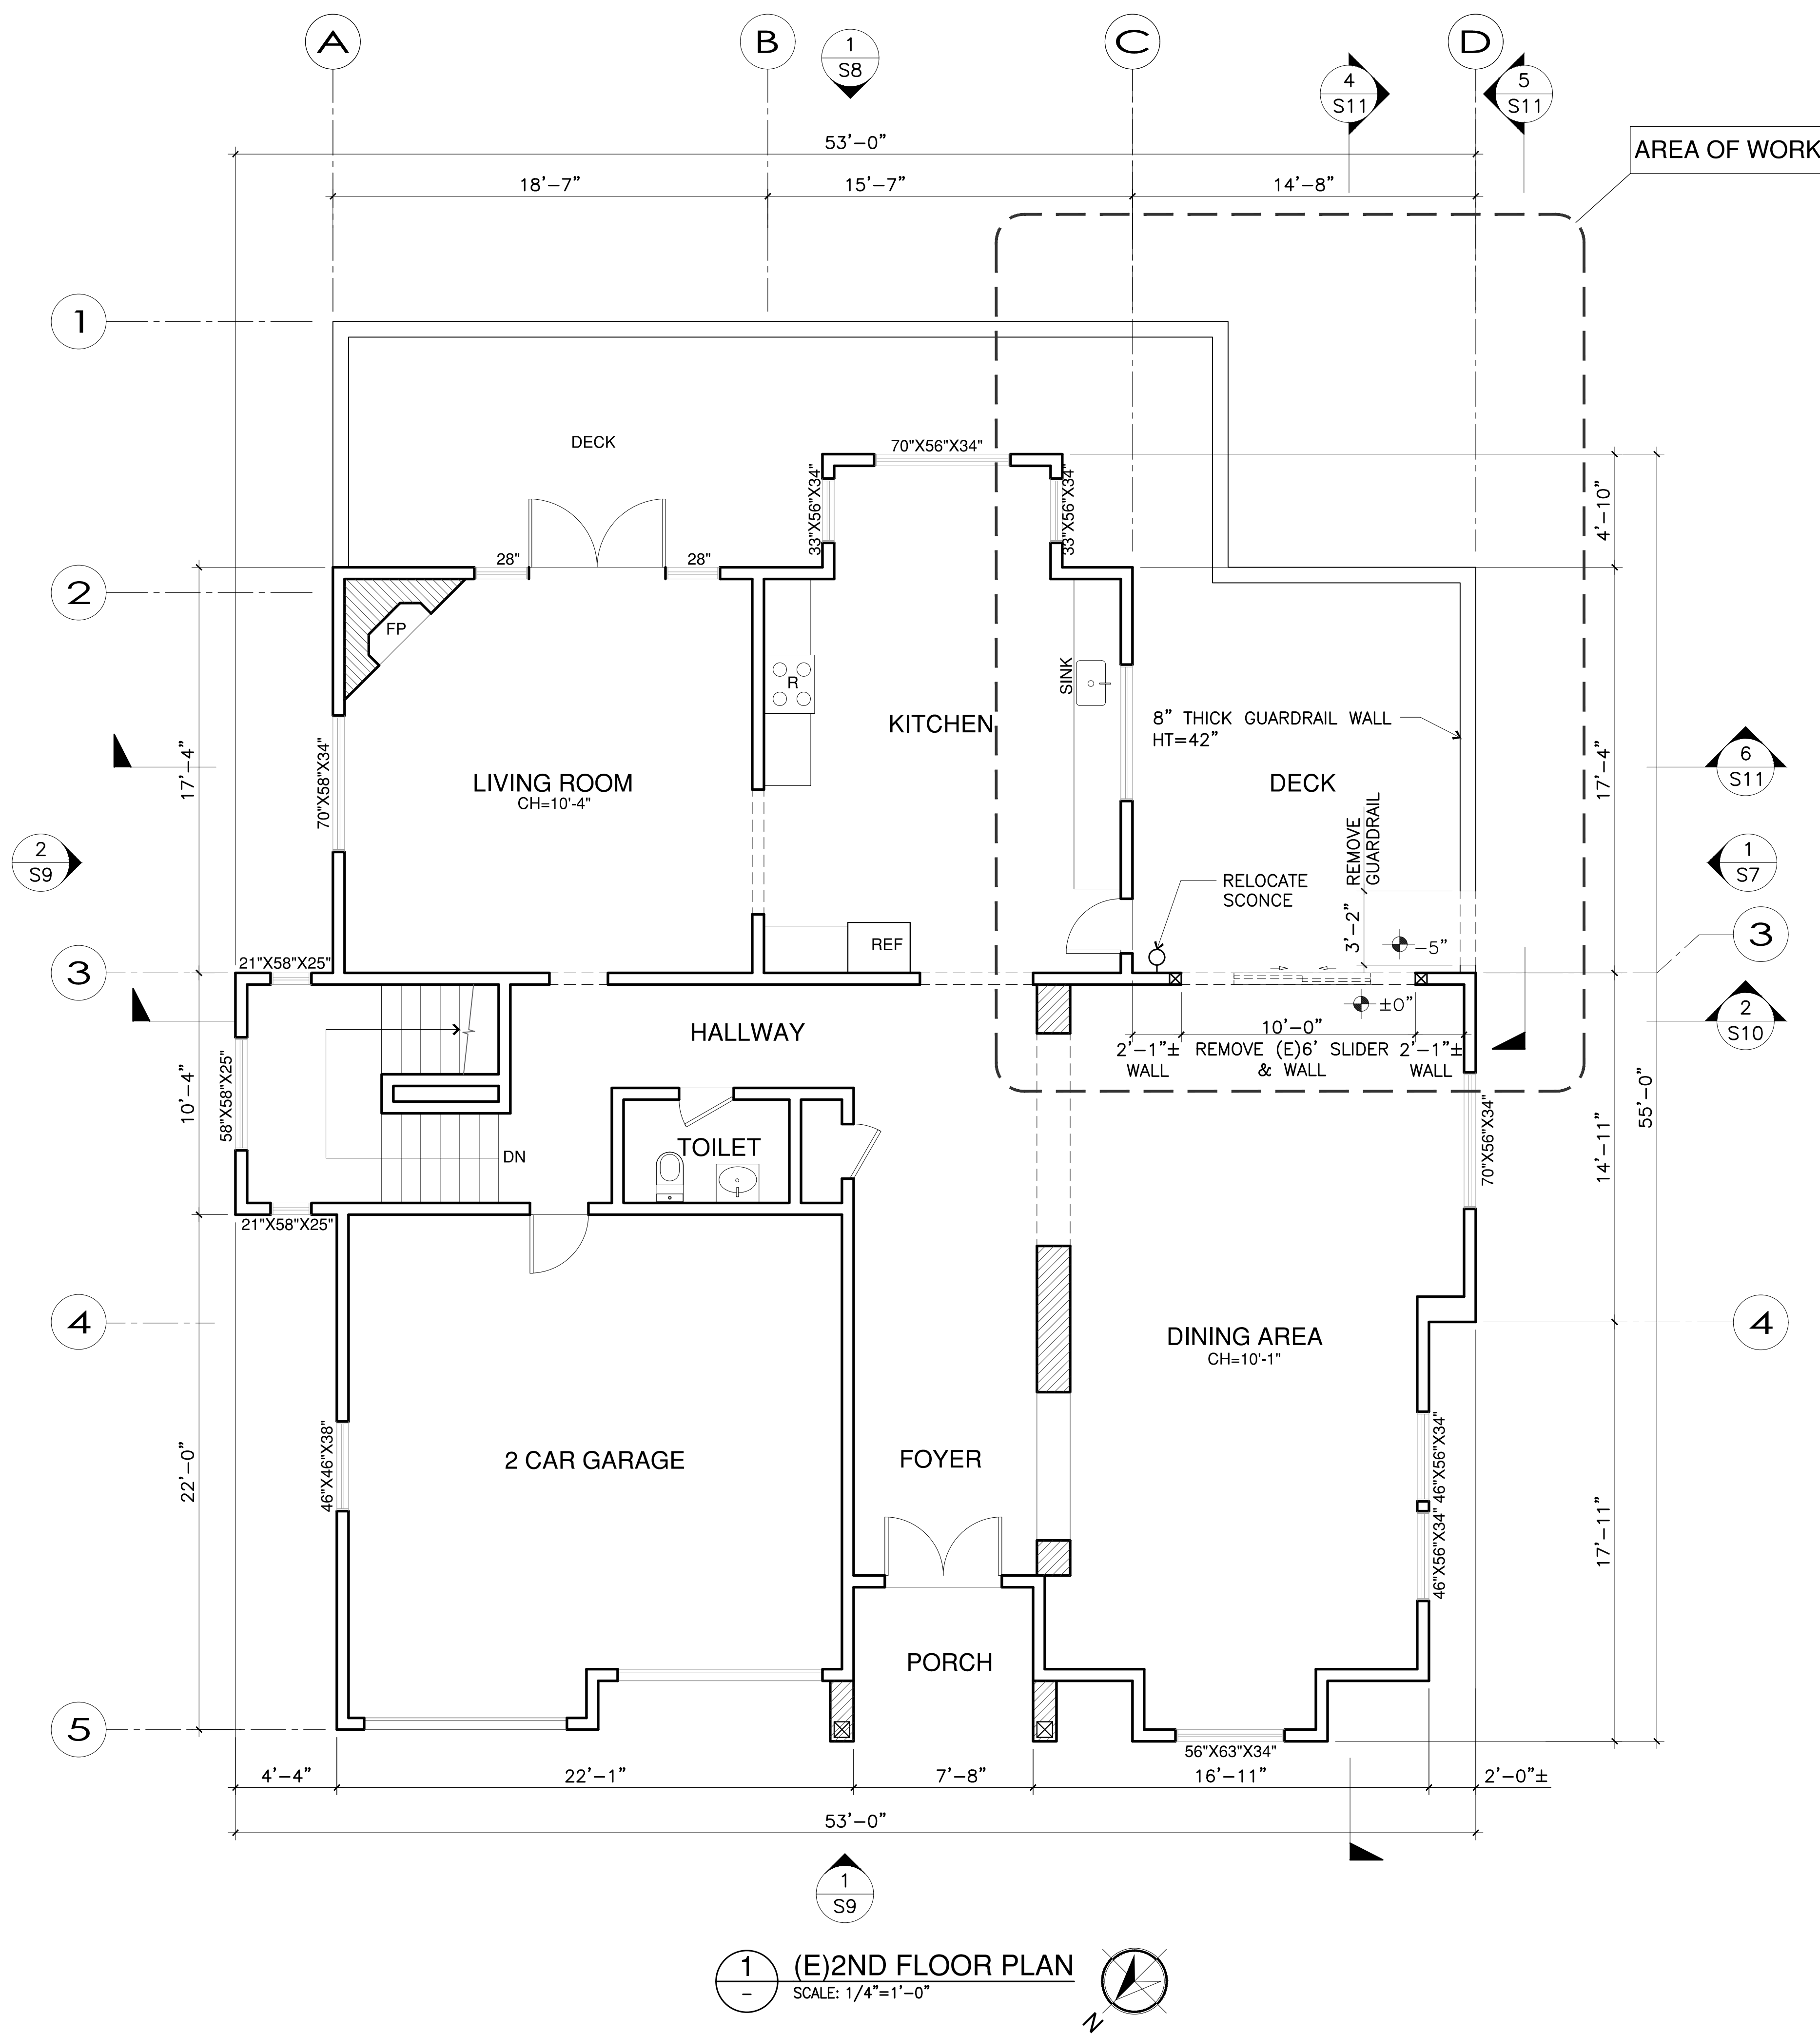 A
B
C
D
1
S8
4
S11
5
S11
53'-0"
AREA OF WORK
18'-7"
15'-7"
14'-8"
1
DECK
70"X56"X34"
33"X56"X34"
33"X56"X34"
4'-10"
28"
28"
2
FP
R
SINK
KITCHEN
8" THICK GUARDRAIL WALL
HT=42"
17'-4"
70"X58"X34"
LIVING ROOM
CH=10'-4"
DECK
17'-4"
6
S11
REMOVE
GUARDRAIL
2
S9
1
S7
RELOCATE
SCONCE
3'-2"
REF
-5"
3
3
21"X58"X25"
±0"
HALLWAY
10'-0"
2'-1"±
WALL
REMOVE (E)6' SLIDER
& WALL
2'-1"±
WALL
2
S10
10'-4"
58"X58"X25"
55'-0"
TOILET
DN
70"X56"X34"
14'-11"
21"X58"X25"
4
4
DINING AREA
CH=10'-1"
22'-0"
46"X46"X38"
2 CAR GARAGE
FOYER
46"X56"X34"
46"X56"X34"
17'-11"
PORCH
5
56"X63"X34"
4'-4"
22'-1"
7'-8"
16'-11"
2'-0"±
53'-0"
1
S9
1
-
(E)2ND FLOOR PLAN
SCALE: 1/4"=1'-0"
N